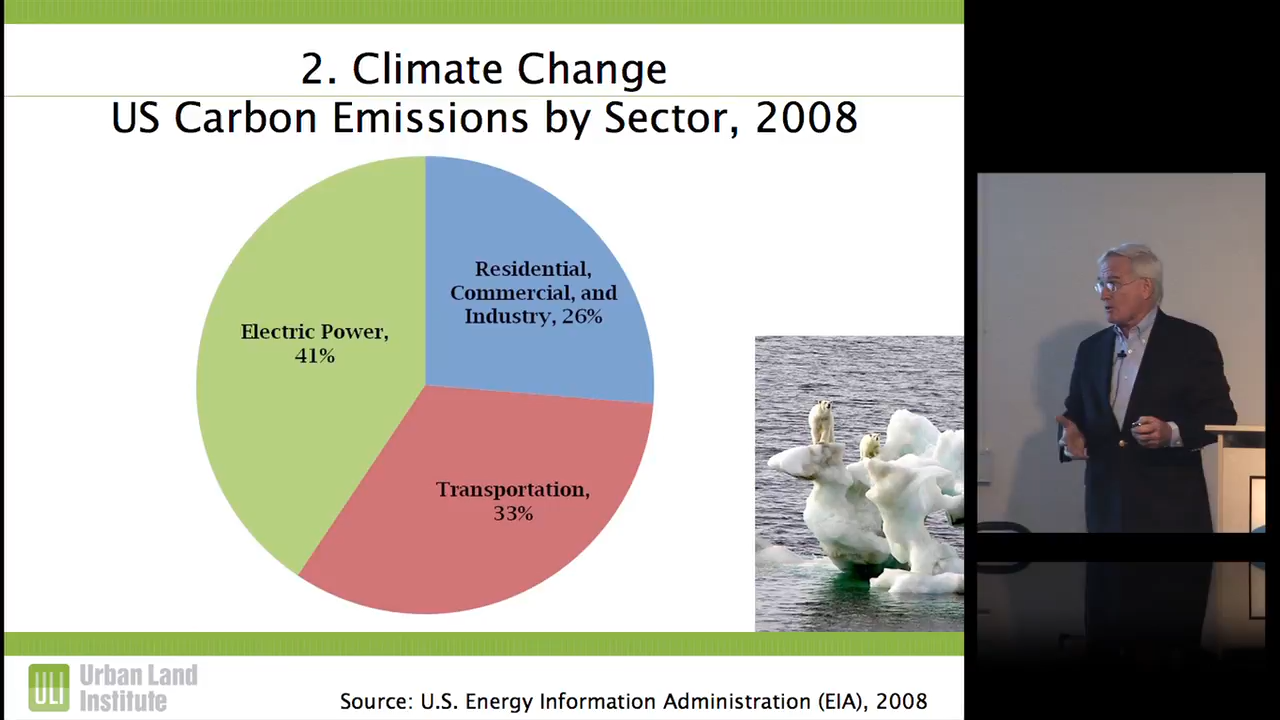 2. Climate Change
US Carbon Emissions by Sector, 2008
Residential,
Commercial, and
Industry, 26%
Electric Power,
41%
Transportation,
33%
ULI
Urban Land
Institute
Source: U.S. Energy Information Administration (EIA), 2008